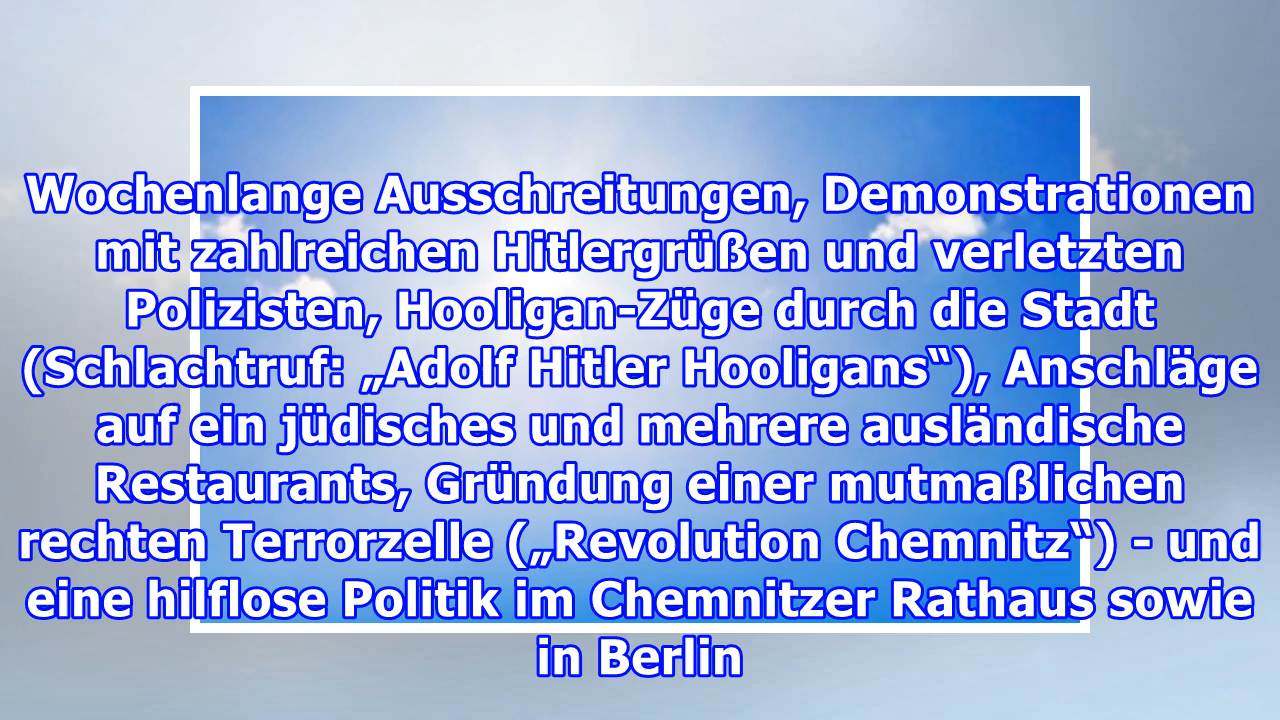 Wochenlange Ausschreitungen, Demonstrationen
mit zahlreichen Hitlergrüßen und verletzten
Polizisten, Hooligan-Züge durch die Stadt
(Schlachtruf: „Adolf Hitler Hooligans“), Anschläge
auf ein jüdisches und mehrere ausländische
Restaurants, Gründung einer mutmaßlichen
rechten Terrorzelle („Revolution Chemnitz“) - und
eine hilflose Politik im Chemnitzer Rathaus sowie
in Berlin